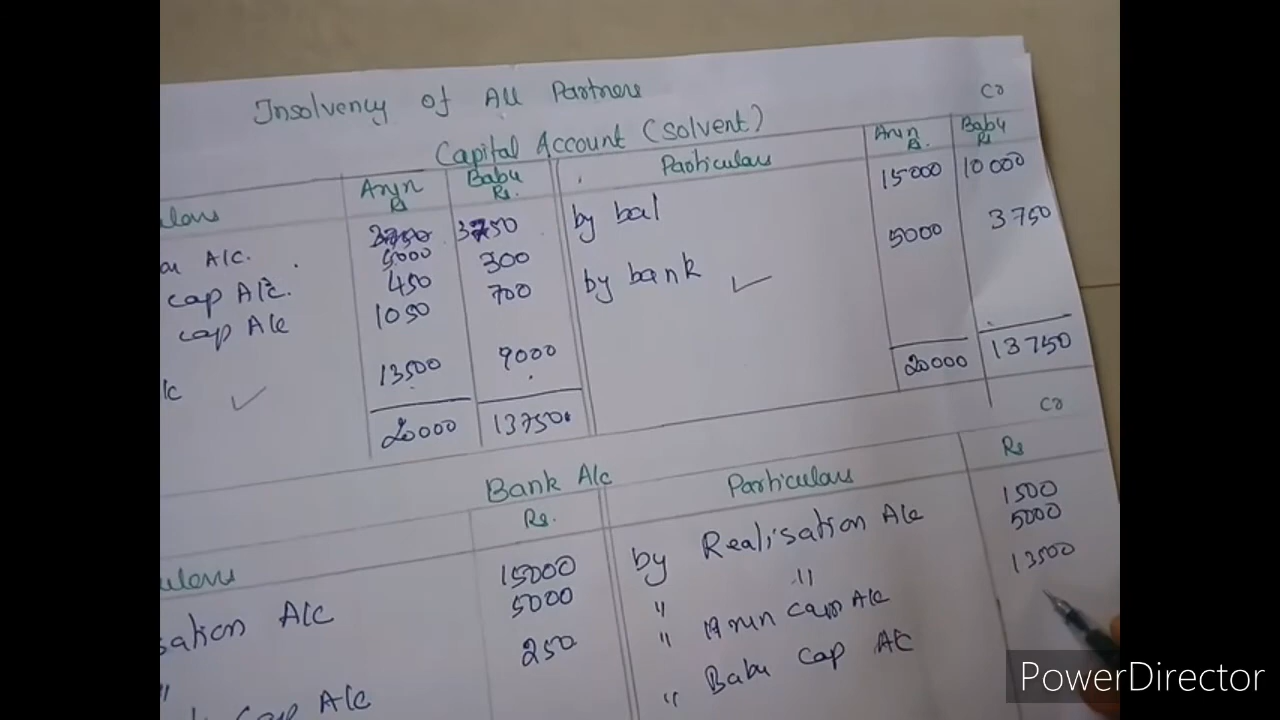 Insolvency of All Partners
Cr
Capital Account (Solvent)
Arun Babu Particulars Arun Babu
Rs Rs. Rs. Rs
3750 3750 by bal 15000 10000
A/c. 5000 300 by bank 5000 3750
cap A/c. 450 700
cap A/c 1050
13500 9000
20000 13750 20000 13750
Cr
Bank A/c
Rs. Particulars Rs
15000 by Realisation A/c 1500
sation A/c 5000 " " 5000
" 250 " Arun Cap A/c 13500
Cap A/c " Babu Cap A/c
PowerDirector